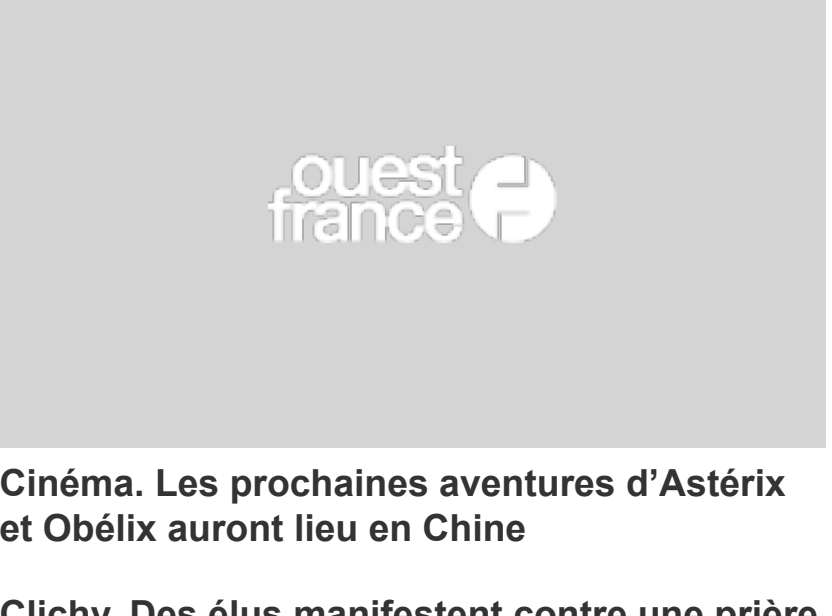 ouest
france
Cinéma. Les prochaines aventures d’Astérix
et Obélix auront lieu en Chine
Clichy. Des élus manifestent contre une prière